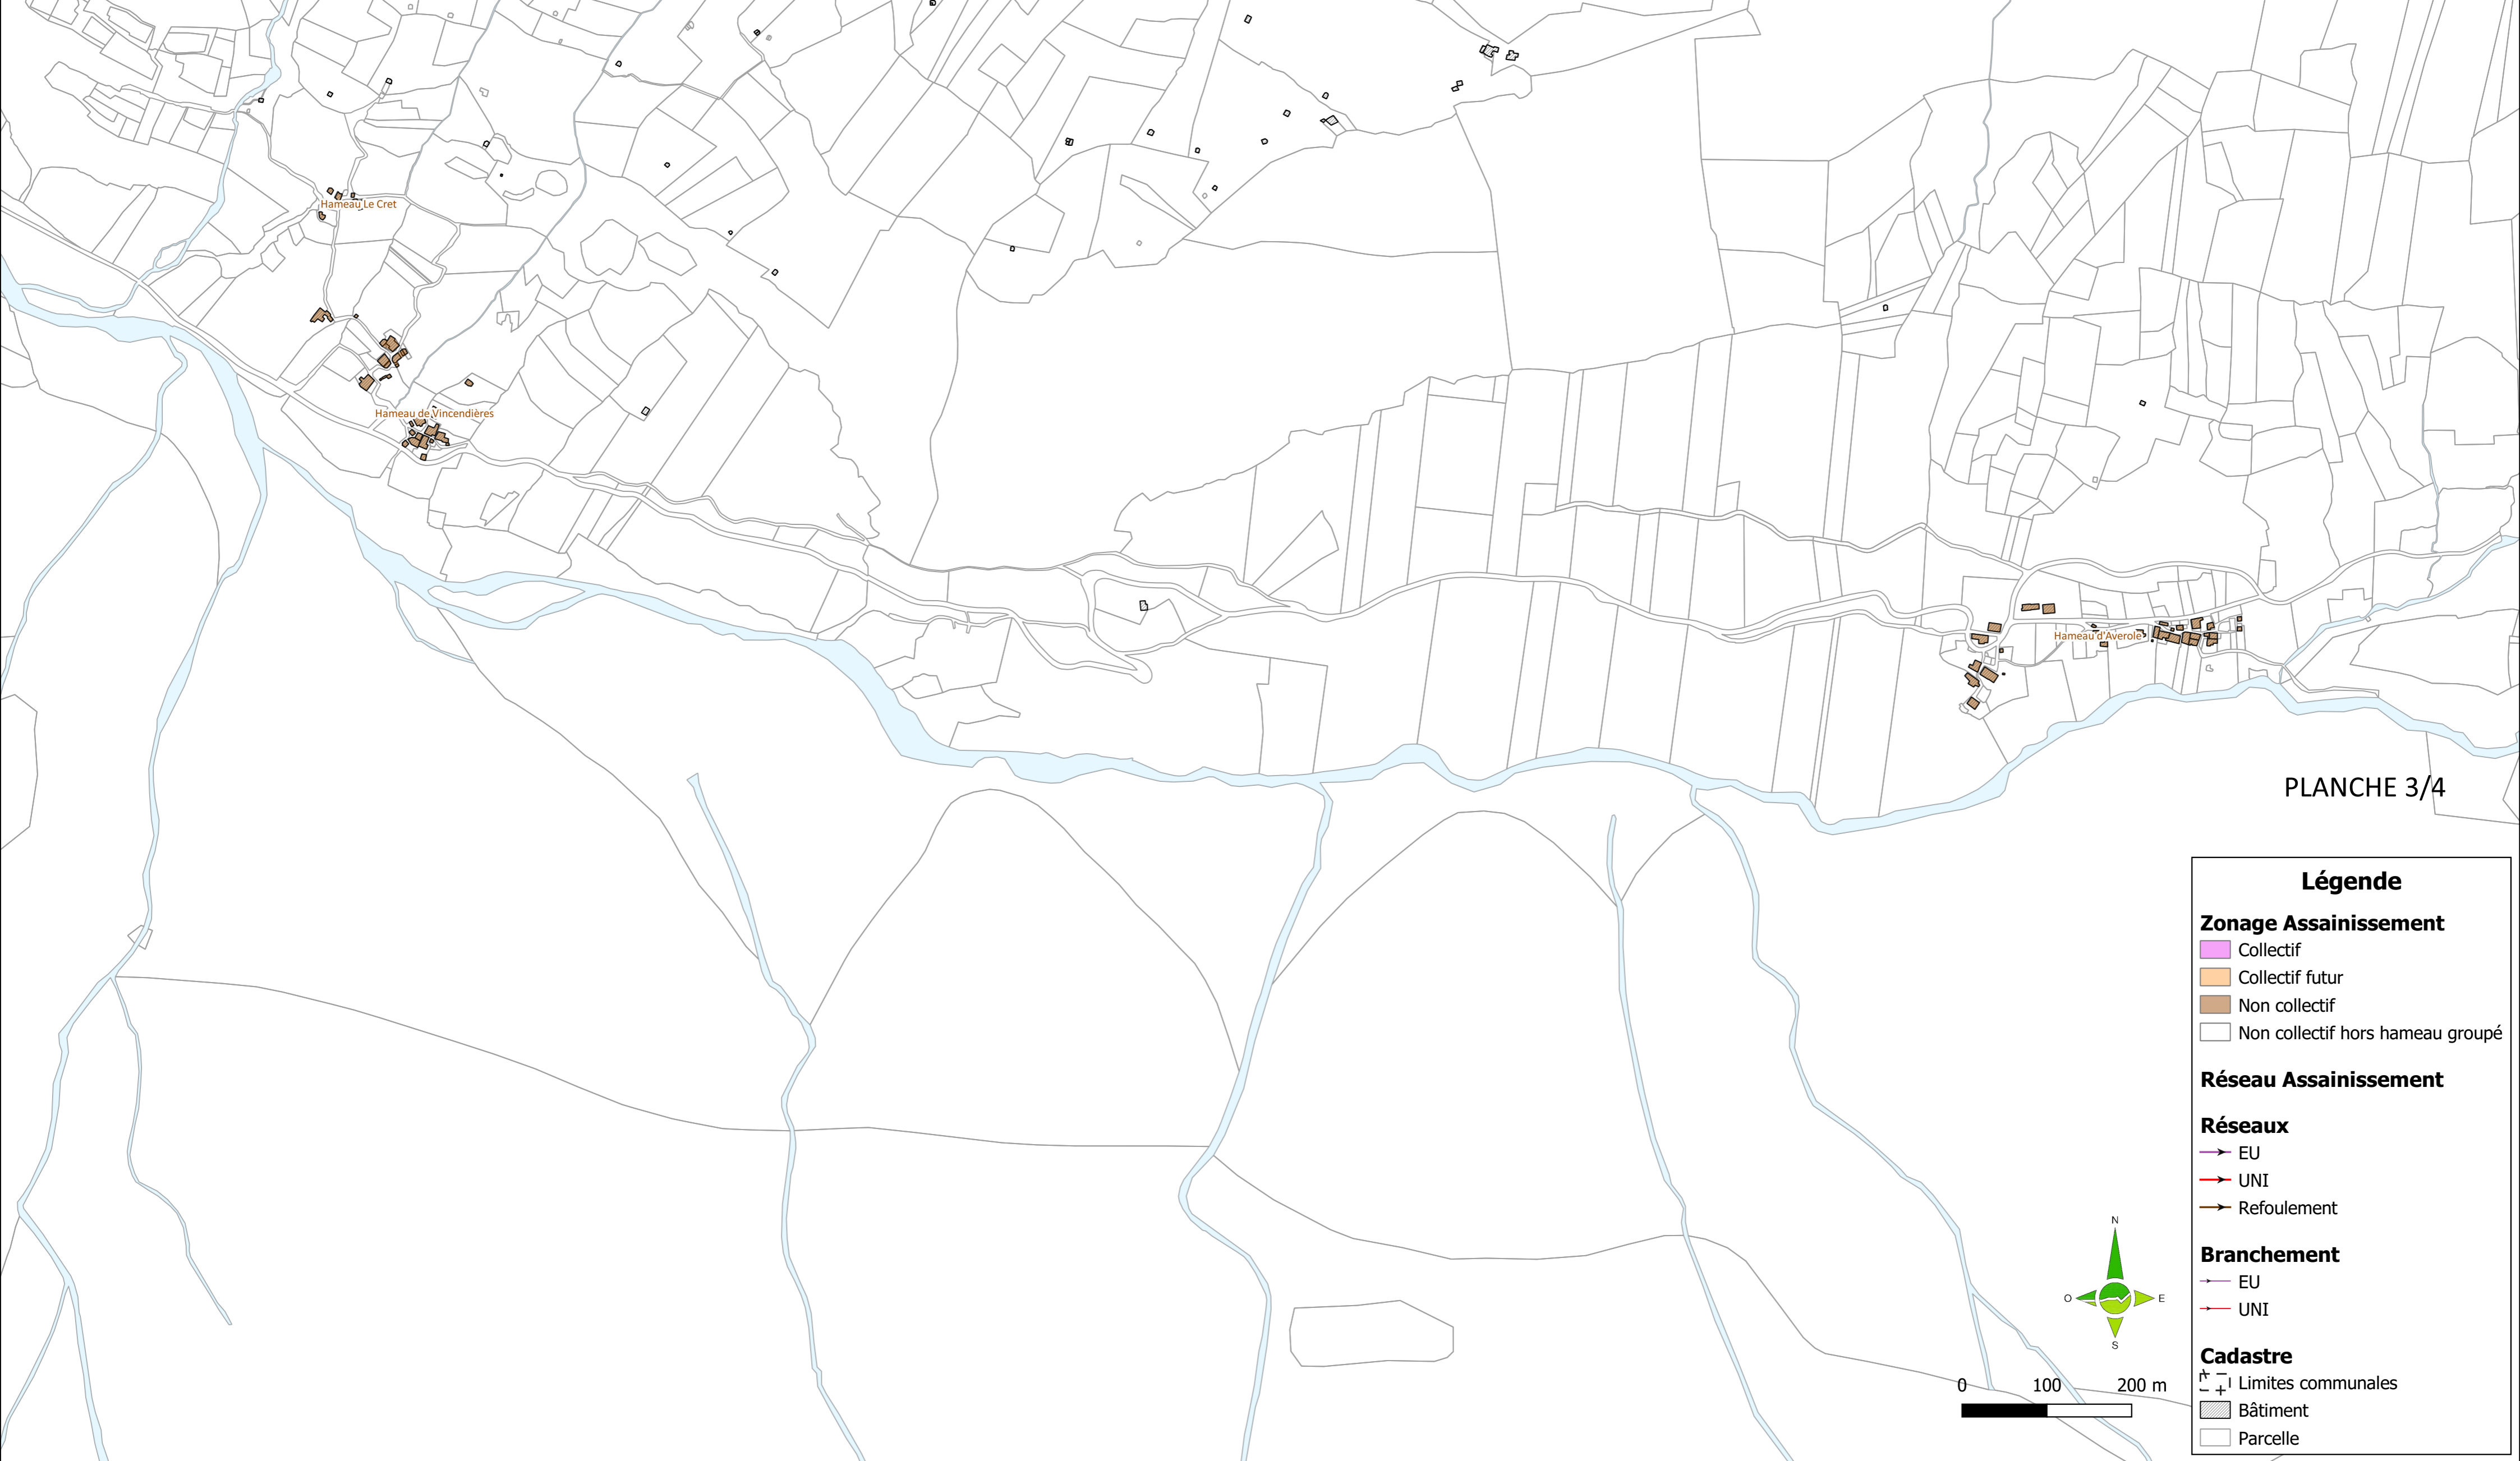 Hameau Le Cret
Hameau de Vincendières
Hameau d'Averole
PLANCHE 3/4
Légende
Zonage Assainissement
Collectif
Collectif futur
Non collectif
Non collectif hors hameau groupé
Réseau Assainissement
Réseaux
EU
UNI
Refoulement
Branchement
EU
UNI
Cadastre
Limites communales
Bâtiment
Parcelle
N
O E
S
0 100 200 m